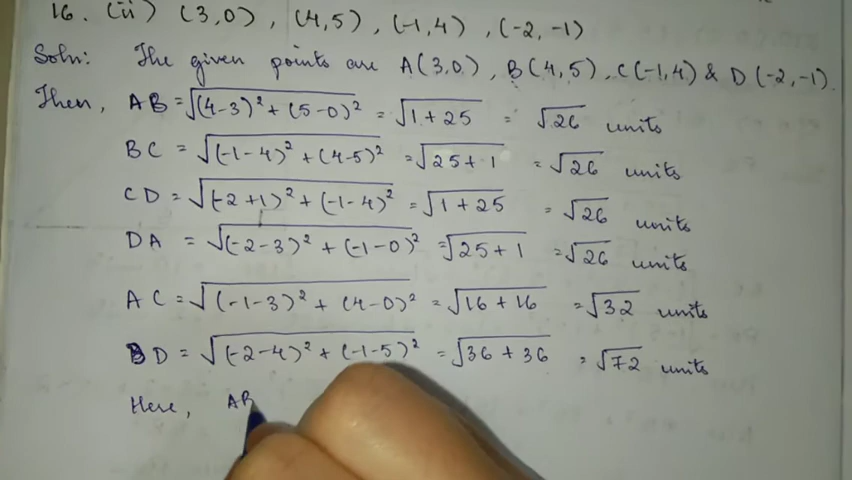 16. (ii) (3,0), (4,5), (-1,4), (-2,-1)
Soln: The given points are A(3,0), B(4,5), C(-1,4) & D(-2,-1).
Then, AB = √(4-3)² + (5-0)² = √1+25 = √26 units
BC = √(-1-4)² + (4-5)² = √25+1 = √26 units
CD = √(-2+1)² + (-1-4)² = √1+25 = √26 units
DA = √(-2-3)² + (-1-0)² = √25+1 = √26 units
AC = √(-1-3)² + (4-0)² = √16+16 = √32 units
BD = √(-2-4)² + (-1-5)² = √36+36 = √72 units
Here, AB